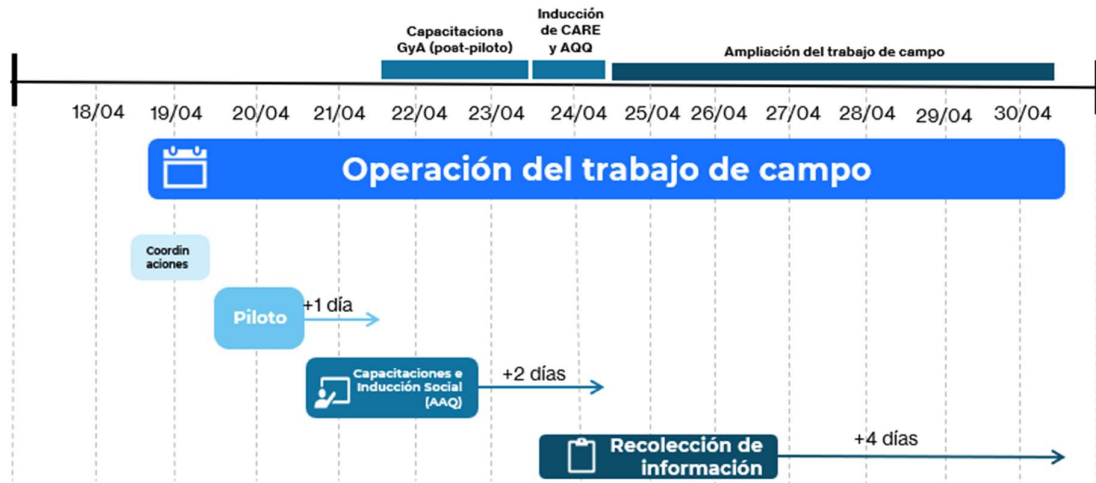 Capacitaciona
GyA (post-piloto)
Inducción
de CARE
y AQQ
Ampliación del trabajo de campo
18/04 19/04 20/04 21/04 22/04 23/04 24/04 25/04 26/04 27/04 28/04 29/04 30/04
Operación del trabajo de campo
Coordin
aciones
Piloto
+1 día
Capacitaciones e
Inducción Social
(AAQ)
+2 días
Recolección de
información
+4 días